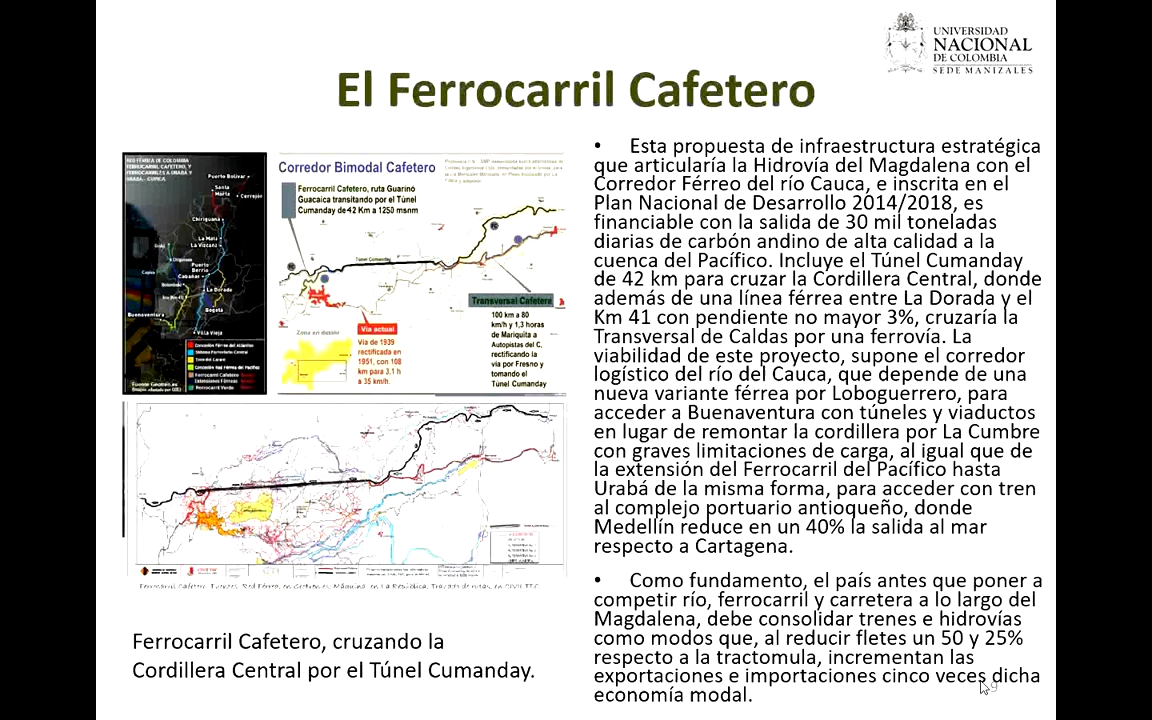 UNIVERSIDAD
NACIONAL
DE COLOMBIA
SEDE MANIZALES
El Ferrocarril Cafetero
RED FÉRREA DE COLOMBIA
FERROCARRIL CAFETERO, Y
FERROCARRILES A URABÁ Y
Puerto Bolívar
Santa
Marta
Cerrejón
Chiriguaná
La Mata
La Vizcaína
Puerto
Berrío
Cabañas
La Dorada
Bogotá
Buenaventura
Villa Vieja
Corredor Bimodal Cafetero
Ferrocarril Cafetero, ruta Guarinó
Guacaica transitando por el Túnel
Cumanday de 42 Km a 1250 msnm
Túnel Cumanday
Transversal Cafetera
100 km a 80
km/h y 1,3 horas
de Mariquita a
Autopistas del C,
rectificando la
vía por Fresno y
tomando el
Túnel Cumanday
Vía actual
Vía de 1939
rectificada en
1951, con 108
km para 3,1 h
a 35 km/h.
Zona en detalle
Ferrocarril Cafetero, cruzando la
Cordillera Central por el Túnel Cumanday.
• Esta propuesta de infraestructura estratégica
que articularía la Hidrovía del Magdalena con el
Corredor Férreo del río Cauca, e inscrita en el
Plan Nacional de Desarrollo 2014/2018, es
financiable con la salida de 30 mil toneladas
diarias de carbón andino de alta calidad a la
cuenca del Pacífico. Incluye el Túnel Cumanday
de 42 km para cruzar la Cordillera Central, donde
además de una línea férrea entre La Dorada y el
Km 41 con pendiente no mayor 3%, cruzaría la
Transversal de Caldas por una ferrovía. La
viabilidad de este proyecto, supone el corredor
logístico del río del Cauca, que depende de una
nueva variante férrea por Loboguerrero, para
acceder a Buenaventura con túneles y viaductos
en lugar de remontar la cordillera por La Cumbre
con graves limitaciones de carga, al igual que de
la extensión del Ferrocarril del Pacífico hasta
Urabá de la misma forma, para acceder con tren
al complejo portuario antioqueño, donde
Medellín reduce en un 40% la salida al mar
respecto a Cartagena.
• Como fundamento, el país antes que poner a
competir río, ferrocarril y carretera a lo largo del
Magdalena, debe consolidar trenes e hidrovías
como modos que, al reducir fletes un 50 y 25%
respecto a la tractomula, incrementan las
exportaciones e importaciones cinco veces dicha
economía modal.